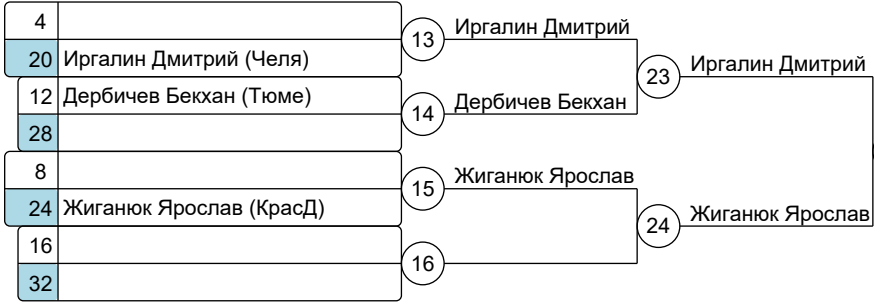 4
13
Иргалин Дмитрий
20 Иргалин Дмитрий (Челя)
23
Иргалин Дмитрий
12 Дербичев Бекхан (Тюме)
14
Дербичев Бекхан
28
8
15
Жиганюк Ярослав
24 Жиганюк Ярослав (КрасД)
24
Жиганюк Ярослав
16
16
32